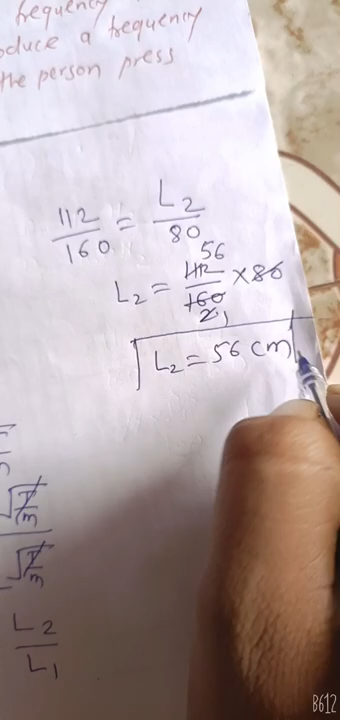 frequency
oduce a frequency
the person press
112/160 = L₂/80
56
L₂ = 112/160 × 80
2 1
L₂ = 56 cm
√T/m
√T/m
L₂/L₁
B612